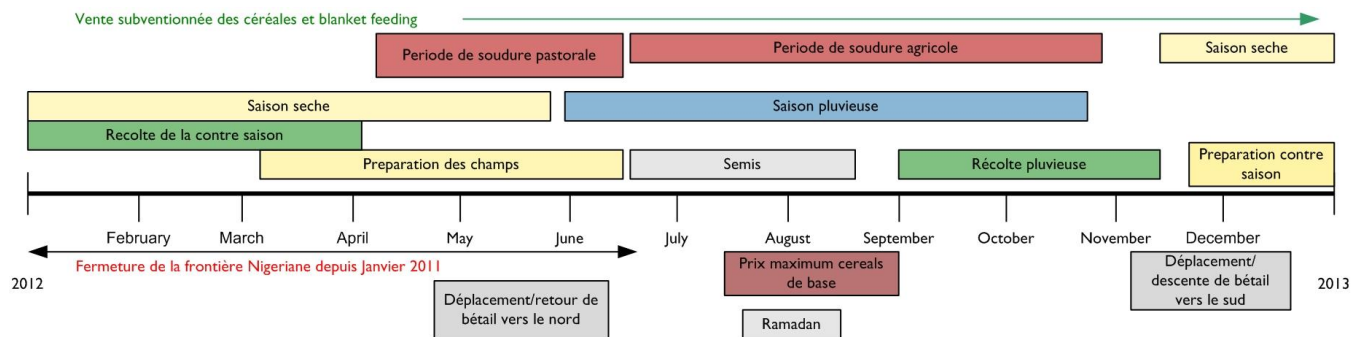 Vente subventionnée des céréales et blanket feeding
Periode de soudure pastorale
Periode de soudure agricole
Saison seche
Saison seche
Saison pluvieuse
Recolte de la contre saison
Preparation des champs
Semis
Récolte pluvieuse
Preparation contre
saison
February
March
April
May
June
July
August
September
October
November
December
Fermeture de la frontière Nigeriane depuis Janvier 2011
2012
2013
Prix maximum cereals
de base
Déplacement/
descente de bétail
vers le sud
Déplacement/retour de
bétail vers le nord
Ramadan